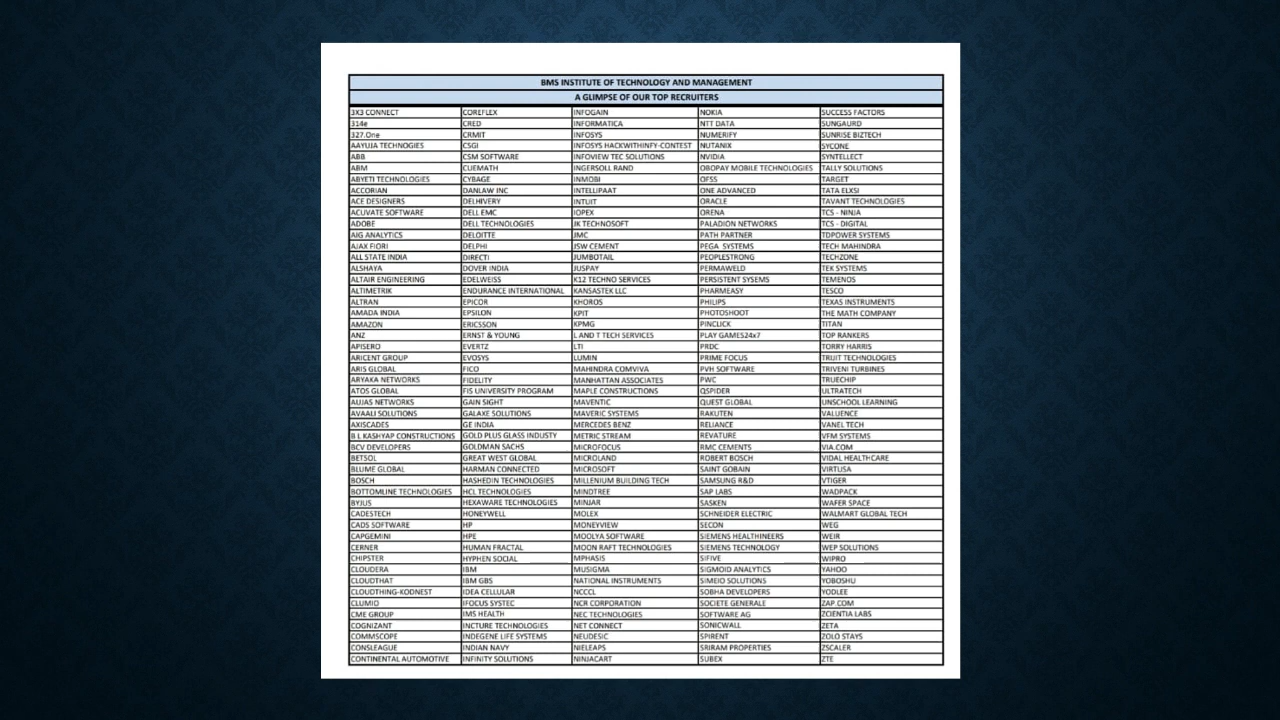 BMS INSTITUTE OF TECHNOLOGY AND MANAGEMENT
A GLIMPSE OF OUR TOP RECRUITERS
3X3 CONNECT COREFLEX INFOGAIN NOKIA SUCCESS FACTORS
314e CRED INFORMATICA NTT DATA SUNGAURD
327.One CRMIT INFOSYS NUMERIFY SUNRISE BIZTECH
AAYUJA TECHNOGIES CSGI INFOSYS HACKWITHINFY-CONTEST NUTANIX SYCONE
ABB CSM SOFTWARE INFOVIEW TEC SOLUTIONS NVIDIA SYNTELLECT
ABM CUEMATH INGERSOLL RAND OBOPAY MOBILE TECHNOLOGIES TALLY SOLUTIONS
ABYETI TECHNOLOGIES CYBAGE INMOBI OFSS TARGET
ACCORIAN DANLAW INC INTELLIPAAT ONE ADVANCED TATA ELXSI
ACE DESIGNERS DELHIVERY INTUIT ORACLE TAVANT TECHNOLOGIES
ACUVATE SOFTWARE DELL EMC IOPEX ORENA TCS - NINJA
ADOBE DELL TECHNOLOGIES JK TECHNOSOFT PALADION NETWORKS TCS - DIGITAL
AIG ANALYTICS DELOITTE JMC PATH PARTNER TDPOWER SYSTEMS
AJAX FIORI DELPHI JSW CEMENT PEGA SYSTEMS TECH MAHINDRA
ALL STATE INDIA DIRECTI JUMBOTAIL PEOPLESTRONG TECHZONE
ALSHAYA DOVER INDIA JUSPAY PERMAWELD TEK SYSTEMS
ALTAIR ENGINEERING EDELWEISS K12 TECHNO SERVICES PERSISTENT SYSEMS TEMENOS
ALTIMETRIK ENDURANCE INTERNATIONAL KANSASTEK LLC PHARMEASY TESCO
ALTRAN EPICOR KHOROS PHILIPS TEXAS INSTRUMENTS
AMADA INDIA EPSILON KPIT PHOTOSHOOT THE MATH COMPANY
AMAZON ERICSSON KPMG PINCLICK TITAN
ANZ ERNST & YOUNG L AND T TECH SERVICES PLAY GAMES24x7 TOP RANKERS
APISERO EVERTZ LTI PRDC TORRY HARRIS
ARICENT GROUP EVOSYS LUMIN PRIME FOCUS TRUJT TECHNOLOGIES
ARIS GLOBAL FICO MAHINDRA COMVIVA PVH SOFTWARE TRIVENI TURBINES
ARYAKA NETWORKS FIDELITY MANHATTAN ASSOCIATES PWC TRUECHIP
ATOS GLOBAL FIS UNIVERSITY PROGRAM MAPLE CONSTRUCTIONS QSPIDER ULTRATECH
AUJAS NETWORKS GAIN SIGHT MAVENTIC QUEST GLOBAL UNSCHOOL LEARNING
AVAALI SOLUTIONS GALAXE SOLUTIONS MAVERIC SYSTEMS RAKUTEN VALUENCE
AXISCADES GE INDIA MERCEDES BENZ RELIANCE VANEL TECH
B L KASHYAP CONSTRUCTIONS GOLD PLUS GLASS INDUSTY METRIC STREAM REVATURE VFM SYSTEMS
BCV DEVELOPERS GOLDMAN SACHS MICROFOCUS RMC CEMENTS VIA.COM
BETSOL GREAT WEST GLOBAL MICROLAND ROBERT BOSCH VIDAL HEALTHCARE
BLUME GLOBAL HARMAN CONNECTED MICROSOFT SAINT GOBAIN VIRTUSA
BOSCH HASHEDIN TECHNOLOGIES MILLENIUM BUILDING TECH SAMSUNG R&D VTIGER
BOTTOMLINE TECHNOLOGIES HCL TECHNOLOGIES MINDTREE SAP LABS WADPACK
BYJUS HEXAWARE TECHNOLOGIES MINJAR SASKEN WAFER SPACE
CADESTECH HONEYWELL MOLEX SCHNEIDER ELECTRIC WALMART GLOBAL TECH
CADS SOFTWARE HP MONEYVIEW SECON WEG
CAPGEMINI HPE MOOLYA SOFTWARE SIEMENS HEALTHINEERS WEIR
CERNER HUMAN FRACTAL MOON RAFT TECHNOLOGIES SIEMENS TECHNOLOGY WEP SOLUTIONS
CHIPSTER HYPHEN SOCIAL MPHASIS SIFIVE WIPRO
CLOUDERA IBM MUSIGMA SIGMOID ANALYTICS YAHOO
CLOUDTHAT IBM GBS NATIONAL INSTRUMENTS SIMEIO SOLUTIONS YOBOSHU
CLOUDTHING-KODNEST IDEA CELLULAR NCCCL SOBHA DEVELOPERS YODLEE
CLUMIO IFOCUS SYSTEC NCR CORPORATION SOCIETE GENERALE ZAP COM
CME GROUP IMS HEALTH NEC TECHNOLOGIES SOFTWARE AG ZCIENTIA LABS
COGNIZANT INCTURE TECHNOLOGIES NET CONNECT SONICWALL ZETA
COMMSCOPE INDEGENE LIFE SYSTEMS NEUDESIC SPIRENT ZOLO STAYS
CONSLEAGUE INDIAN NAVY NIELEAPS SRIRAM PROPERTIES ZSCALER
CONTINENTAL AUTOMOTIVE INFINITY SOLUTIONS NINJACART SUBEX ZTE